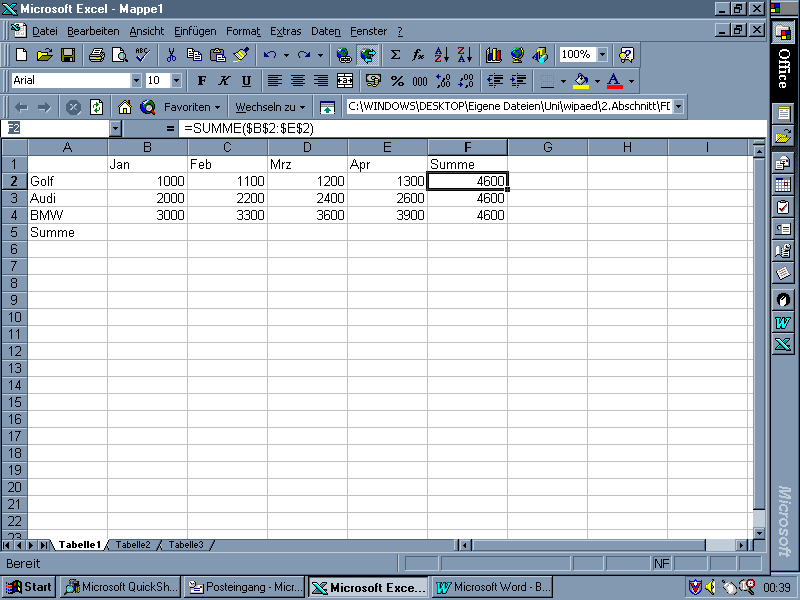 Microsoft Excel - Mappe1
Datei Bearbeiten Ansicht Einfügen Format Extras Daten Fenster ?
100%
Arial 10 F K U % 000
Favoriten Wechseln zu C:\WINDOWS\DESKTOP\Eigene Dateien\Uni\wipaed\2.Abschnitt\FD
F2 = =SUMME($B$2:$E$2)
A B C D E F G H I
1 Jan Feb Mrz Apr Summe
2 Golf 1000 1100 1200 1300 4600
3 Audi 2000 2200 2400 2600 4600
4 BMW 3000 3300 3600 3900 4600
5 Summe
6
7
8
9
10
11
12
13
14
15
16
17
18
19
20
21
22
23
Tabelle1 Tabelle2 Tabelle3
Bereit NF
Start Microsoft QuickSh... Posteingang - Micr... Microsoft Exce... Microsoft Word - B... 00:39
Office
Microsoft